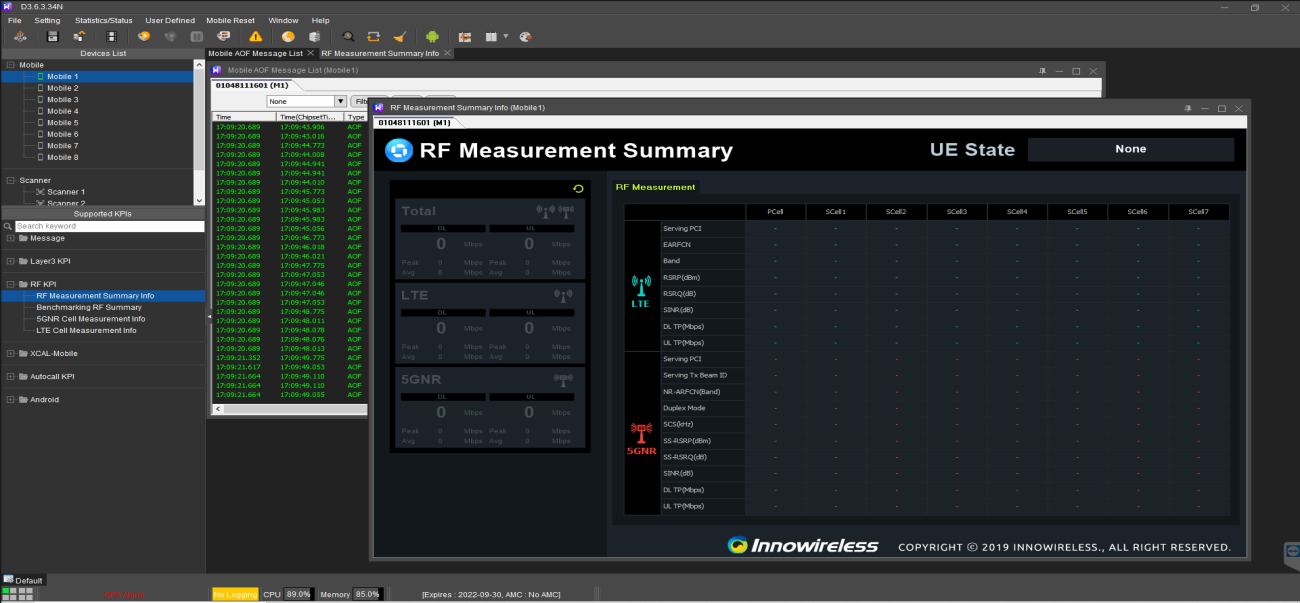 D3.6.3.34N
File Setting Statistics/Status User Defined Mobile Reset Window Help
Devices List
Mobile
Mobile 1
Mobile 2
Mobile 3
Mobile 4
Mobile 5
Mobile 6
Mobile 7
Mobile 8
Scanner
Scanner 1
Scanner 2
Supported KPIs
Search keyword
Message
Layer3 KPI
RF KPI
RF Measurement Summary Info
Benchmarking RF Summary
5GNR Cell Measurement Info
LTE Cell Measurement Info
XCAL-Mobile
Autocall KPI
Android
Mobile AOF Message List RF Measurement Summary Info
Mobile AOF Message List (Mobile1)
01048111601 (M1)
None
Time Time(ChipsetTi... Type
17:09:20.689 17:09:43.906 AOF
17:09:20.689 17:09:43.016 AOF
17:09:20.689 17:09:44.773 AOF
17:09:20.689 17:09:44.008 AOF
17:09:20.689 17:09:44.941 AOF
17:09:20.689 17:09:44.941 AOF
17:09:20.689 17:09:44.010 AOF
17:09:20.689 17:09:45.773 AOF
17:09:20.689 17:09:45.053 AOF
17:09:20.689 17:09:45.983 AOF
17:09:20.689 17:09:45.983 AOF
17:09:20.689 17:09:45.056 AOF
17:09:20.689 17:09:46.773 AOF
17:09:20.689 17:09:46.018 AOF
17:09:20.689 17:09:46.021 AOF
17:09:20.689 17:09:47.775 AOF
17:09:20.689 17:09:47.053 AOF
17:09:20.689 17:09:47.046 AOF
17:09:20.689 17:09:47.046 AOF
17:09:20.689 17:09:47.053 AOF
17:09:20.689 17:09:48.775 AOF
17:09:20.689 17:09:48.011 AOF
17:09:20.689 17:09:48.078 AOF
17:09:20.689 17:09:48.076 AOF
17:09:20.689 17:09:48.013 AOF
17:09:21.352 17:09:49.775 AOF
17:09:21.617 17:09:49.053 AOF
17:09:21.664 17:09:49.110 AOF
17:09:21.664 17:09:49.110 AOF
17:09:21.664 17:09:49.055 AOF
RF Measurement Summary Info (Mobile1)
01048111601 (M1)
RF Measurement Summary
UE State None
Total
DL UL
0 Mbps 0 Mbps
Peak 0 Mbps Peak 0 Mbps
Avg 0 Mbps Avg 0 Mbps
LTE
DL UL
0 Mbps 0 Mbps
Peak 0 Mbps Peak 0 Mbps
Avg 0 Mbps Avg 0 Mbps
5GNR
DL UL
0 Mbps 0 Mbps
Peak 0 Mbps Peak 0 Mbps
Avg 0 Mbps Avg 0 Mbps
RF Measurement
PCell SCell1 SCell2 SCell3 SCell4 SCell5 SCell6 SCell7
LTE
Serving PCI - - - - - - - -
EARFCN - - - - - - - -
Band - - - - - - - -
RSRP(dBm) - - - - - - - -
RSRQ(dB) - - - - - - - -
SINR(dB) - - - - - - - -
DL TP(Mbps) - - - - - - - -
UL TP(Mbps) - - - - - - - -
5GNR
Serving PCI - - - - - - - -
Serving Tx Beam ID - - - - - - - -
NR-ARFCN(Band) - - - - - - - -
Duplex Mode - - - - - - - -
SCS(kHz) - - - - - - - -
SS-RSRP(dBm) - - - - - - - -
SS-RSRQ(dB) - - - - - - - -
SINR(dB) - - - - - - - -
DL TP(Mbps) - - - - - - - -
UL TP(Mbps) - - - - - - - -
Innowireless COPYRIGHT © 2019 INNOWIRELESS., ALL RIGHT RESERVED.
Default
No Logging CPU 89.0% Memory 85.0% [Expires : 2022-09-30, AMC : No AMC]